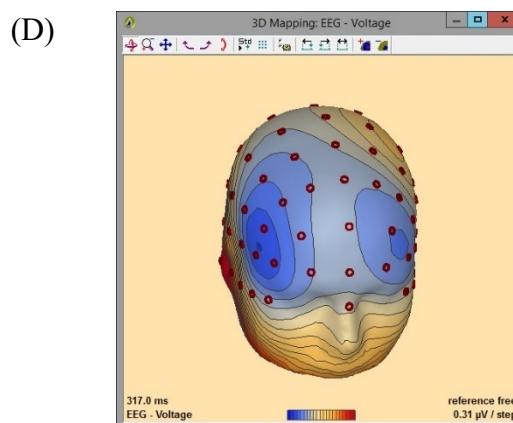 (D)
3D Mapping: EEG - Voltage
Std
317.0 ms
reference free
EEG - Voltage
0.31 µV / step